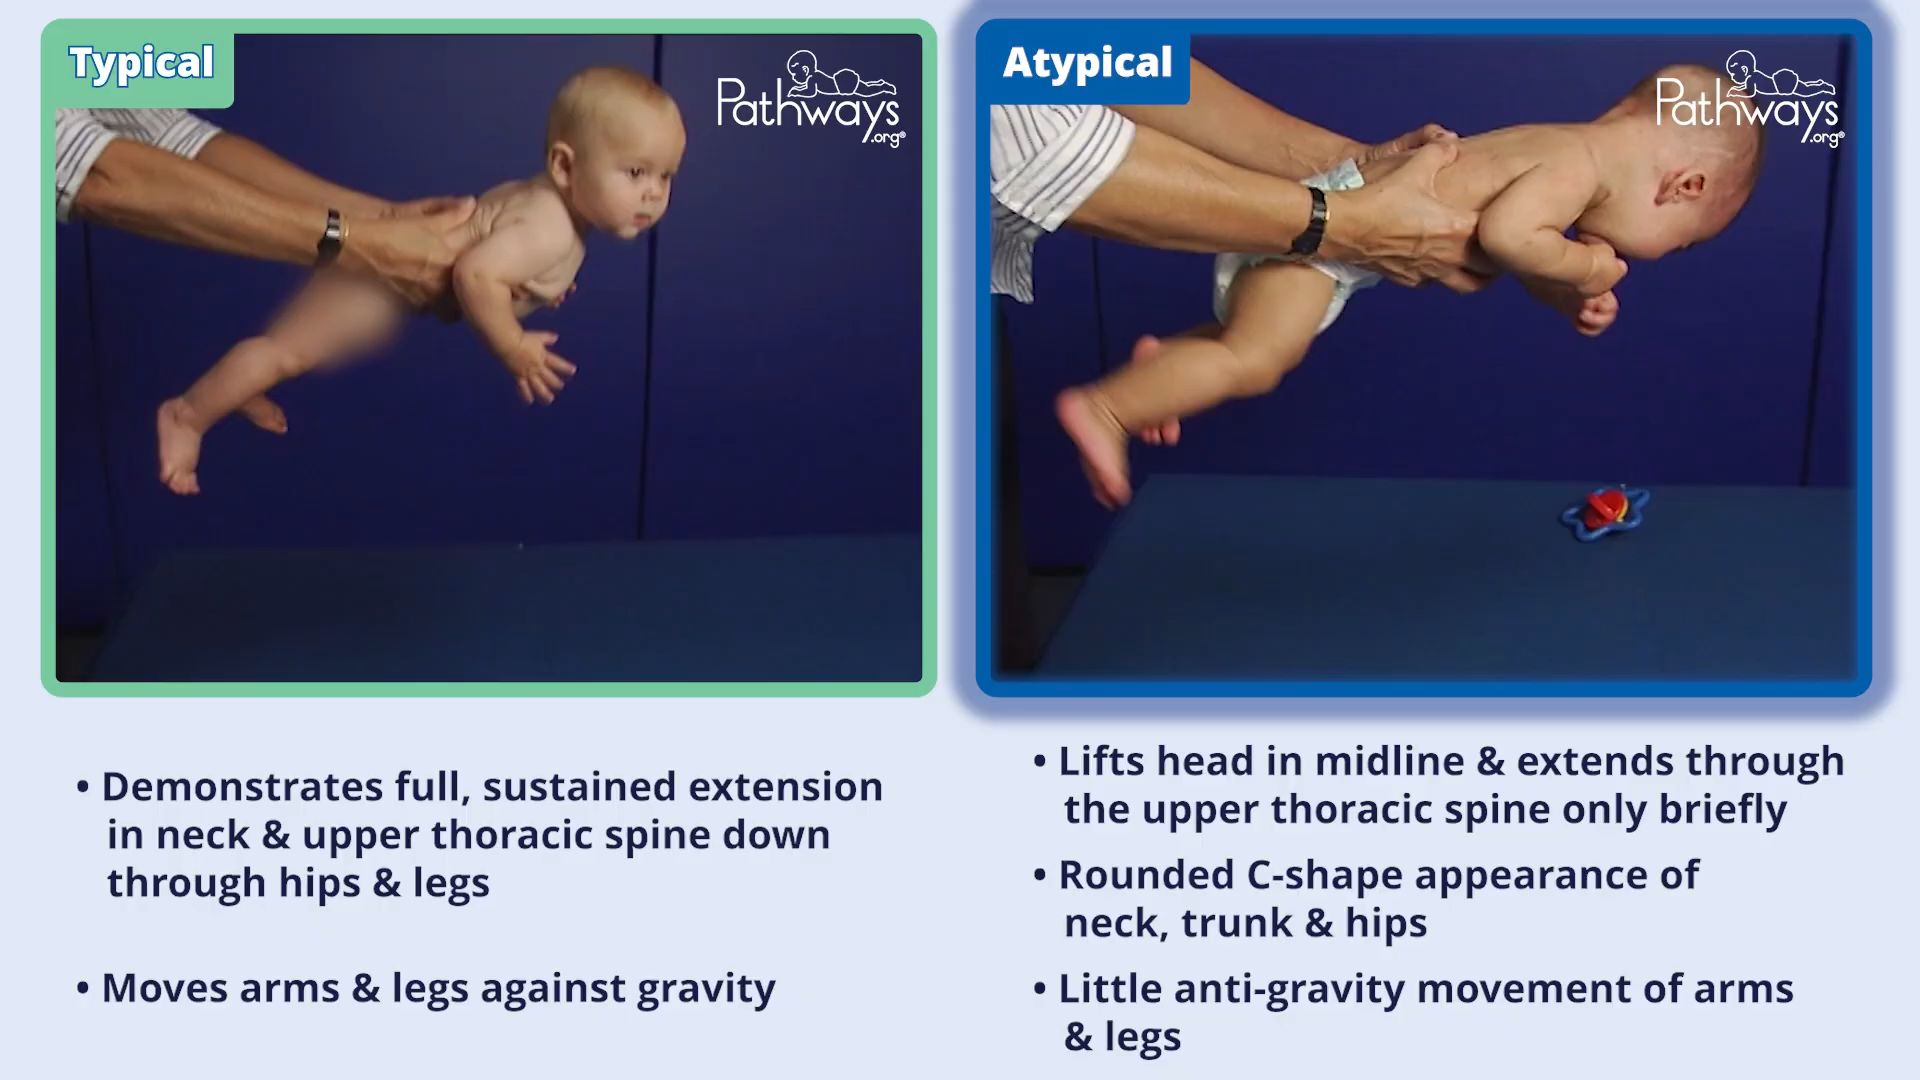 Typical
Pathways
.org®
• Demonstrates full, sustained extension
in neck & upper thoracic spine down
through hips & legs
• Moves arms & legs against gravity
Atypical
Pathways
.org®
• Lifts head in midline & extends through
the upper thoracic spine only briefly
• Rounded C-shape appearance of
neck, trunk & hips
• Little anti-gravity movement of arms
& legs